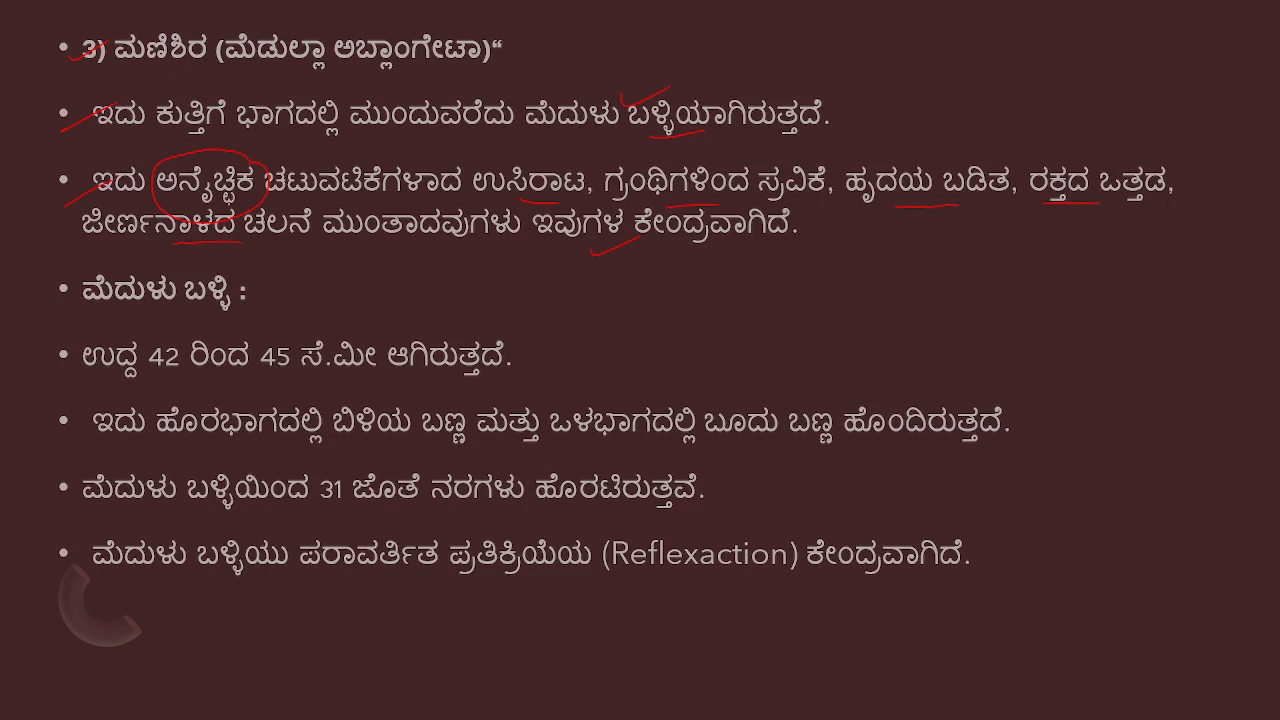 • 3) ಮಣಿಶಿರ (ಮೆಡುಲ್ಲಾ ಅಬ್ಲಾಂಗೇಟಾ)“
• ಇದು ಕುತ್ತಿಗೆ ಭಾಗದಲ್ಲಿ ಮುಂದುವರೆದು ಮೆದುಳು ಬಳ್ಳಿಯಾಗಿರುತ್ತದೆ.
• ಇದು ಅನೈಚ್ಛಿಕ ಚಟುವಟಿಕೆಗಳಾದ ಉಸಿರಾಟ, ಗ್ರಂಥಿಗಳಿಂದ ಸ್ರವಿಕೆ, ಹೃದಯ ಬಡಿತ, ರಕ್ತದ ಒತ್ತಡ,
ಜೀರ್ಣನಾಳದ ಚಲನೆ ಮುಂತಾದವುಗಳು ಇವುಗಳ ಕೇಂದ್ರವಾಗಿದೆ.
• ಮೆದುಳು ಬಳ್ಳಿ :
• ಉದ್ದ 42 ರಿಂದ 45 ಸೆ.ಮೀ ಆಗಿರುತ್ತದೆ.
• ಇದು ಹೊರಭಾಗದಲ್ಲಿ ಬಿಳಿಯ ಬಣ್ಣ ಮತ್ತು ಒಳಭಾಗದಲ್ಲಿ ಬೂದು ಬಣ್ಣ ಹೊಂದಿರುತ್ತದೆ.
• ಮೆದುಳು ಬಳ್ಳಿಯಿಂದ 31 ಜೊತೆ ನರಗಳು ಹೊರಟಿರುತ್ತವೆ.
• ಮೆದುಳು ಬಳ್ಳಿಯು ಪರಾವರ್ತಿತ ಪ್ರತಿಕ್ರಿಯೆಯ (Reflexaction) ಕೇಂದ್ರವಾಗಿದೆ.